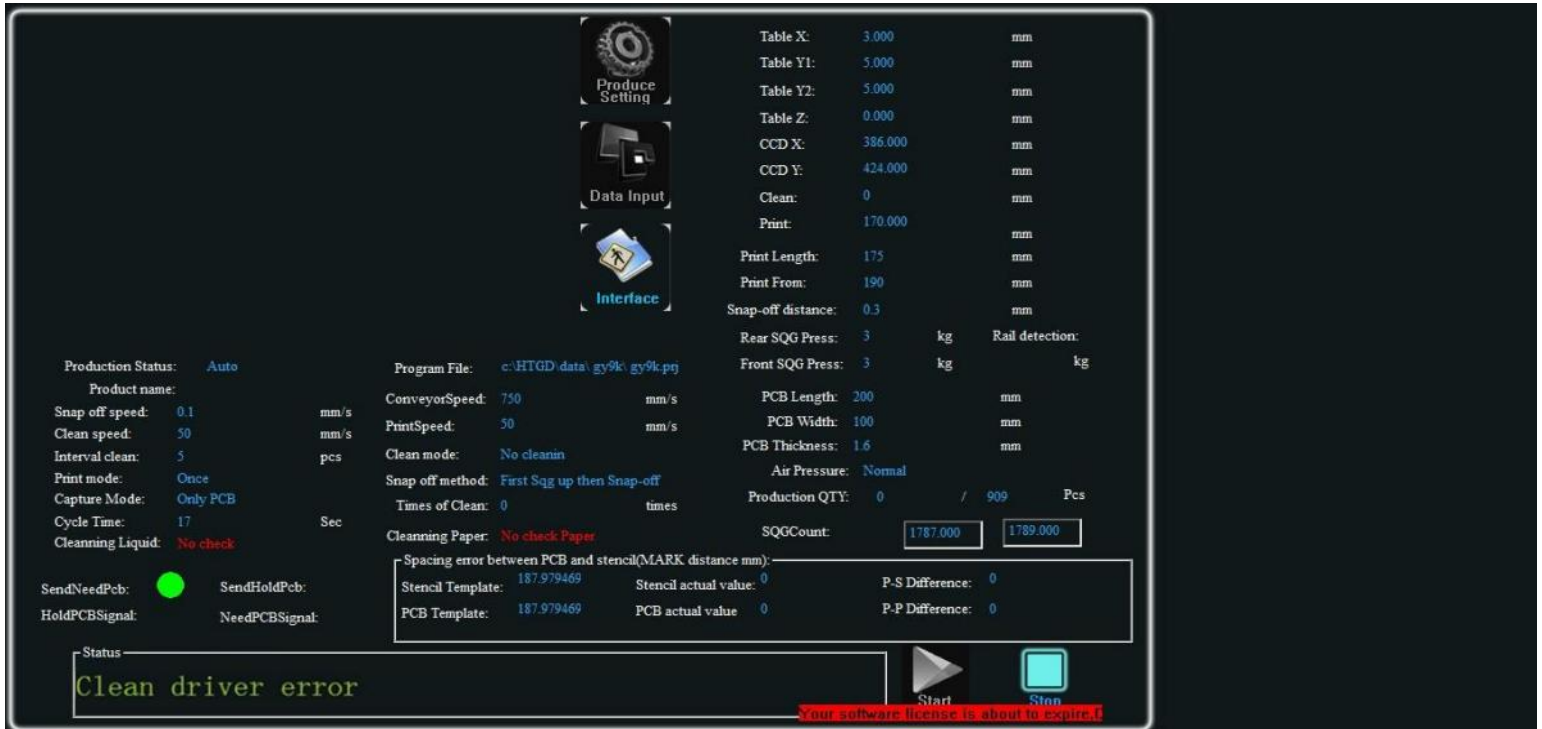 Produce
Setting
Data Input
Interface
Table X: 3.000 mm
Table Y1: 5.000 mm
Table Y2: 5.000 mm
Table Z: 0.000 mm
CCD X: 386.000 mm
CCD Y: 424.000 mm
Clean: 0 mm
Print: 170.000 mm
Print Length: 175 mm
Print From: 190 mm
Snap-off distance: 0.3 mm
Rear SQG Press: 3 kg Rail detection:
Front SQG Press: 3 kg kg
PCB Length: 200 mm
PCB Width: 100 mm
PCB Thickness: 1.6 mm
Air Pressure: Normal
Production QTY: 0 / 909 Pcs
SQGCount: 1787.000 1789.000
Production Status: Auto
Product name:
Snap off speed: 0.1 mm/s
Clean speed: 50 mm/s
Interval clean: 5 pcs
Print mode: Once
Capture Mode: Only PCB
Cycle Time: 17 Sec
Cleanning Liquid: No check
Program File: c:\HTGD\data\ gy9k\ gy9k.prj
ConveyorSpeed: 750 mm/s
PrintSpeed: 50 mm/s
Clean mode: No cleanin
Snap off method: First Sqg up then Snap-off
Times of Clean: 0 times
Cleanning Paper: No check Paper
SendNeedPcb: SendHoldPcb:
HoldPCBSignal: NeedPCBSignal:
Spacing error between PCB and stencil(MARK distance mm):
Stencil Template: 187.979469 Stencil actual value: 0 P-S Difference: 0
PCB Template: 187.979469 PCB actual value 0 P-P Difference: 0
Status
Clean driver error
Start
Stop
Your software license is about to expire,